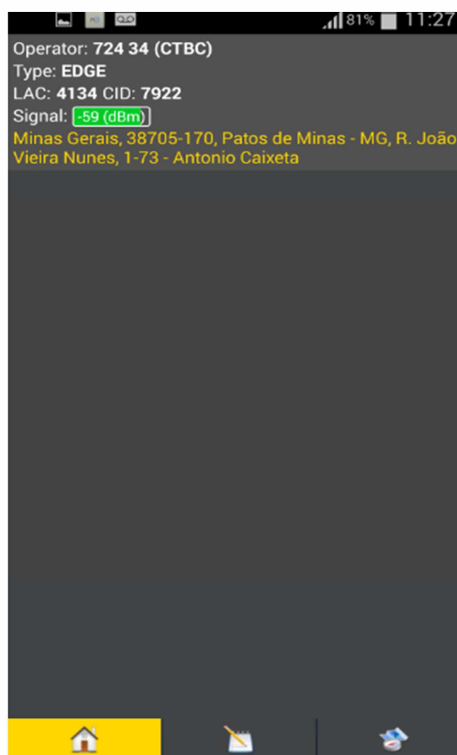 81% 11:27
Operator: 724 34 (CTBC)
Type: EDGE
LAC: 4134 CID: 7922
Signal: -59 (dBm)
Minas Gerais, 38705-170, Patos de Minas - MG, R. João
Vieira Nunes, 1-73 - Antonio Caixeta